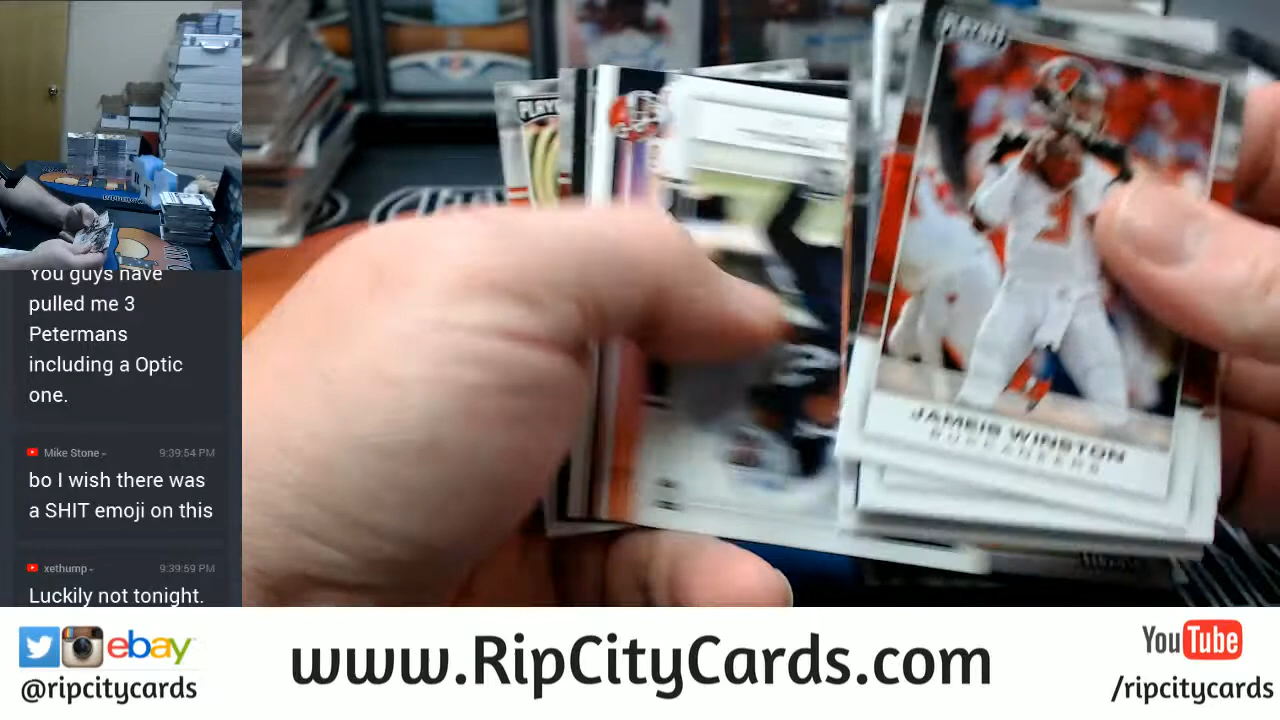 You guys have
pulled me 3
Petermans
including a Optic
one.
Mike Stone
9:39:54 PM
bo I wish there was
a SHIT emoji on this
xethump
9:39:59 PM
Luckily not tonight.
PLAYOFF
JAMEIS WINSTON
BUCCANEERS
ebay
@ripcitycards
www.RipCityCards.com
YouTube
/ripcitycards